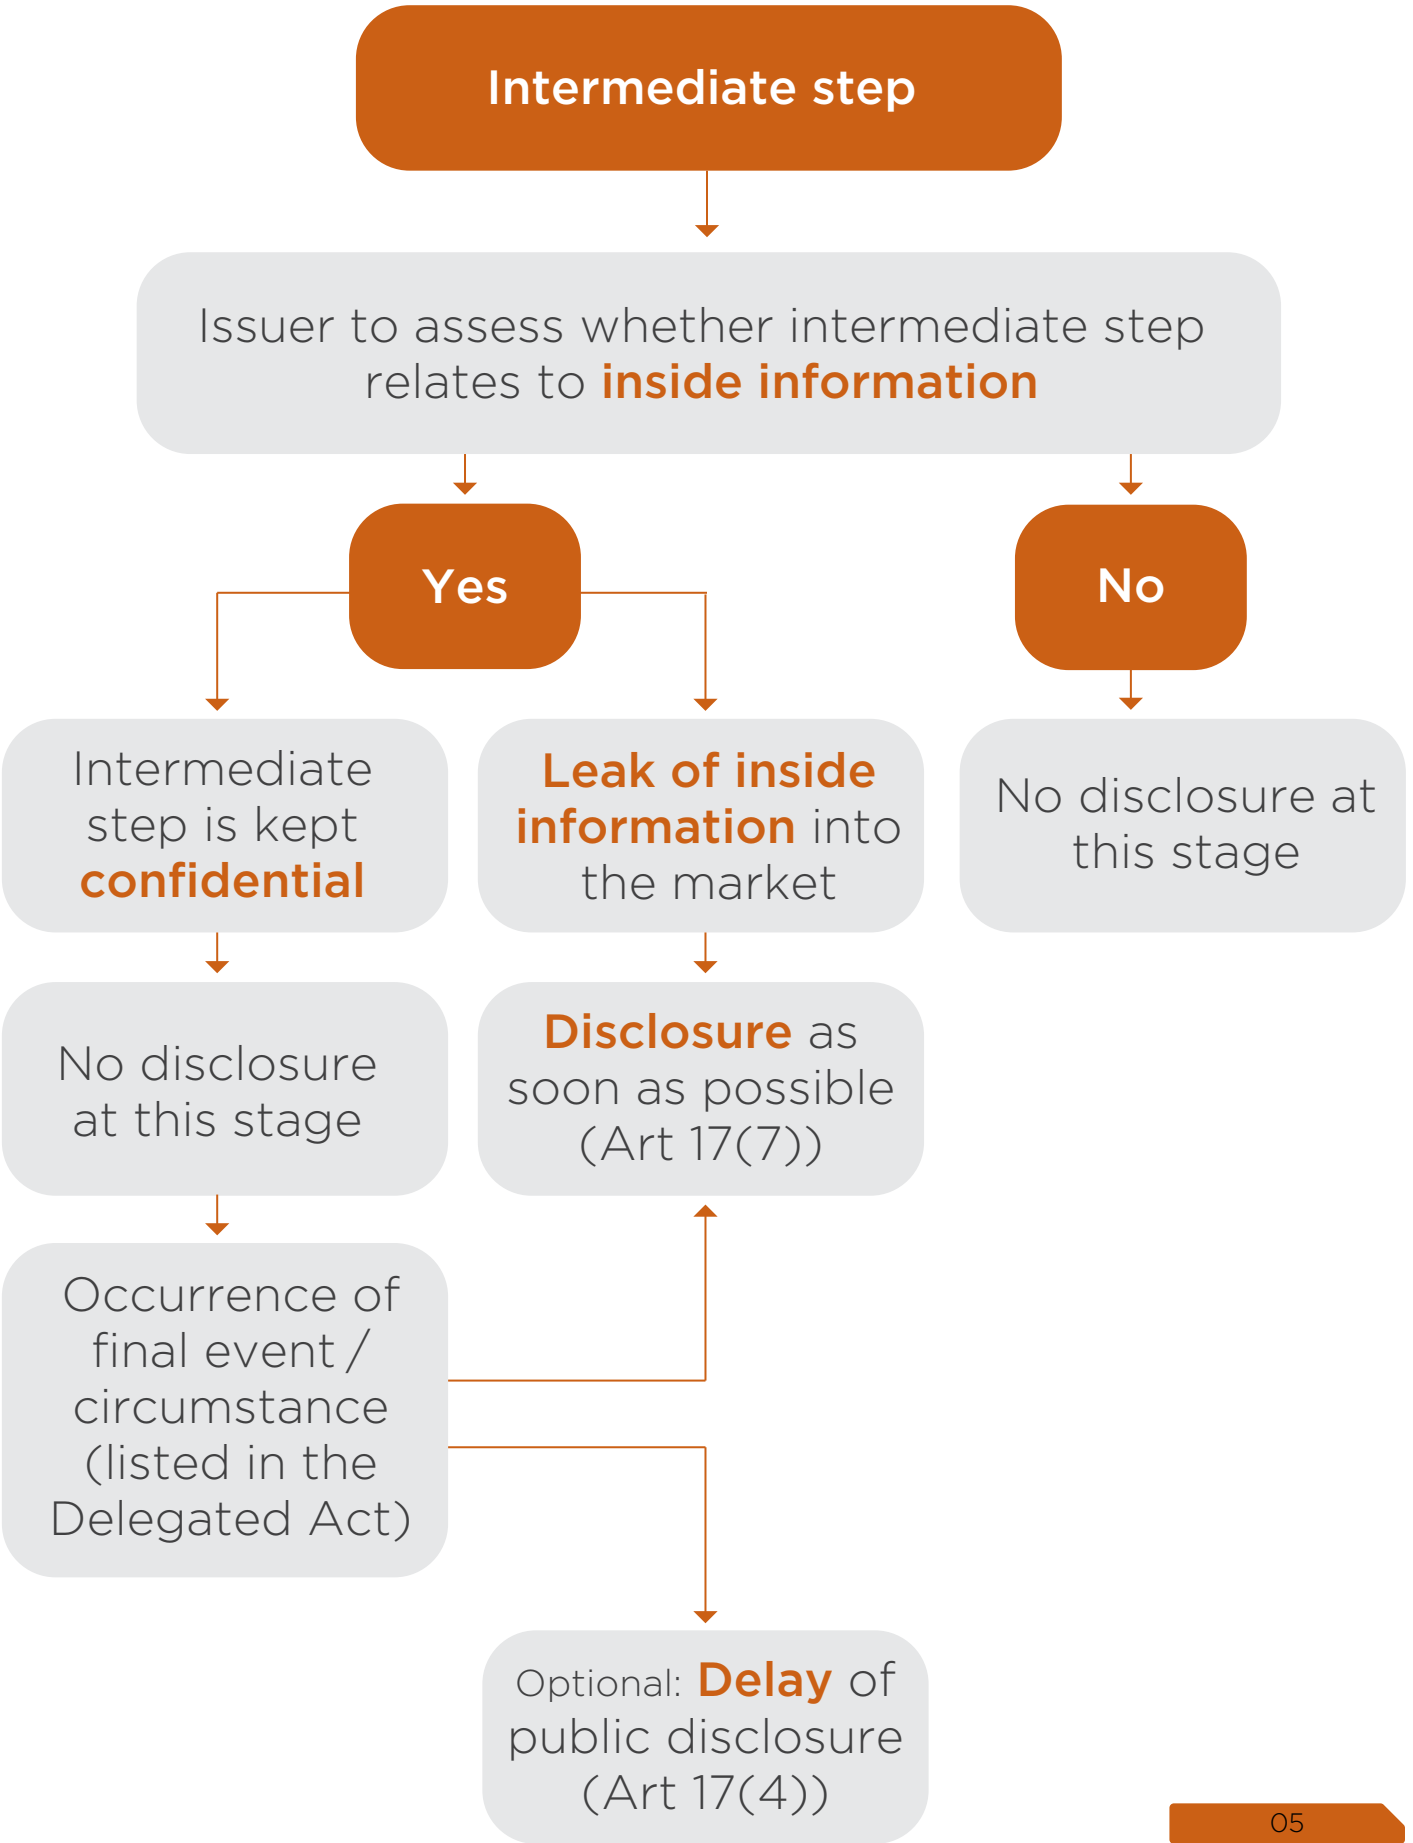 Intermediate step
Issuer to assess whether intermediate step
relates to inside information
Yes
No
Intermediate
step is kept
confidential
Leak of inside
information into
the market
No disclosure at
this stage
No disclosure
at this stage
Disclosure as
soon as possible
(Art 17(7))
Occurrence of
final event /
circumstance
(listed in the
Delegated Act)
Optional: Delay of
public disclosure
(Art 17(4))
05